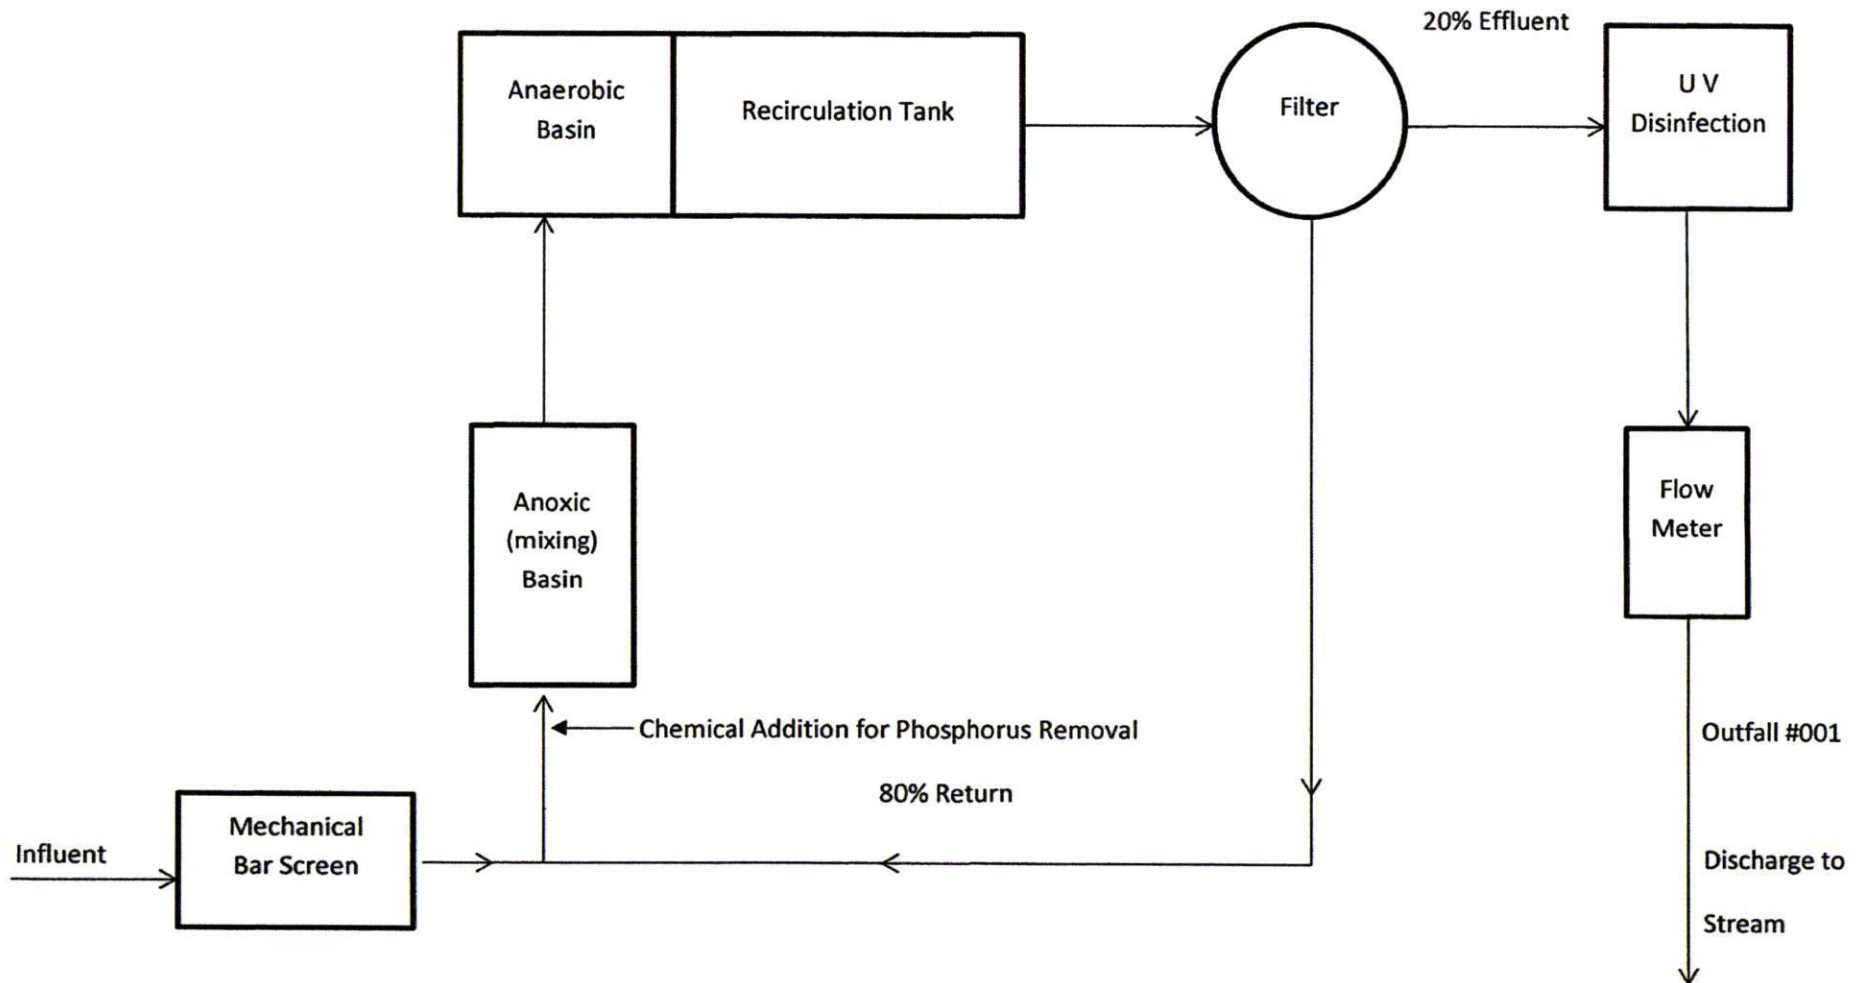 20% Effluent
Anaerobic
Basin
Recirculation Tank
Filter
U V
Disinfection
Anoxic
(mixing)
Basin
Flow
Meter
Chemical Addition for Phosphorus Removal
Outfall #001
80% Return
Mechanical
Bar Screen
Influent
Discharge to
Stream